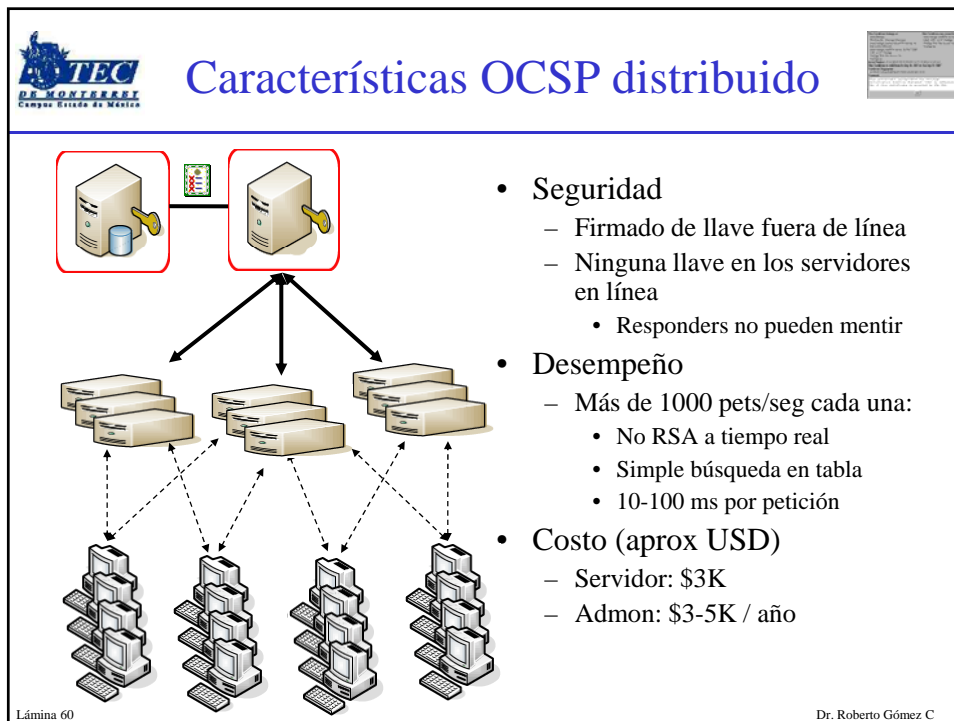 TEC
DE MONTERREY
Campus Estado de México
Características OCSP distribuido
• Seguridad
– Firmado de llave fuera de línea
– Ninguna llave en los servidores
en línea
• Responders no pueden mentir
• Desempeño
– Más de 1000 pets/seg cada una:
• No RSA a tiempo real
• Simple búsqueda en tabla
• 10-100 ms por petición
• Costo (aprox USD)
– Servidor: $3K
– Admon: $3-5K / año
Lámina 60
Dr. Roberto Gómez C